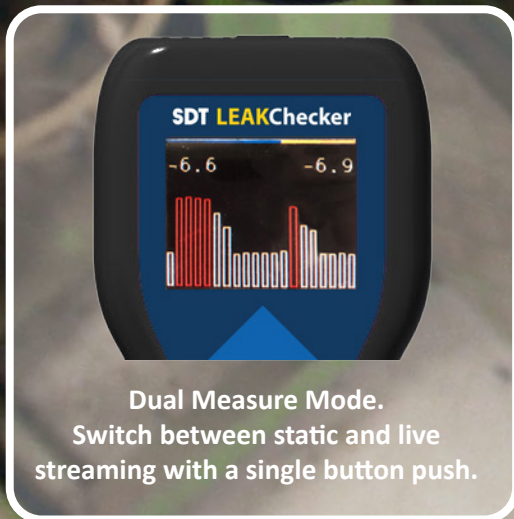 SDT LEAKChecker
-6.6 -6.9
Dual Measure Mode.
Switch between static and live
streaming with a single button push.